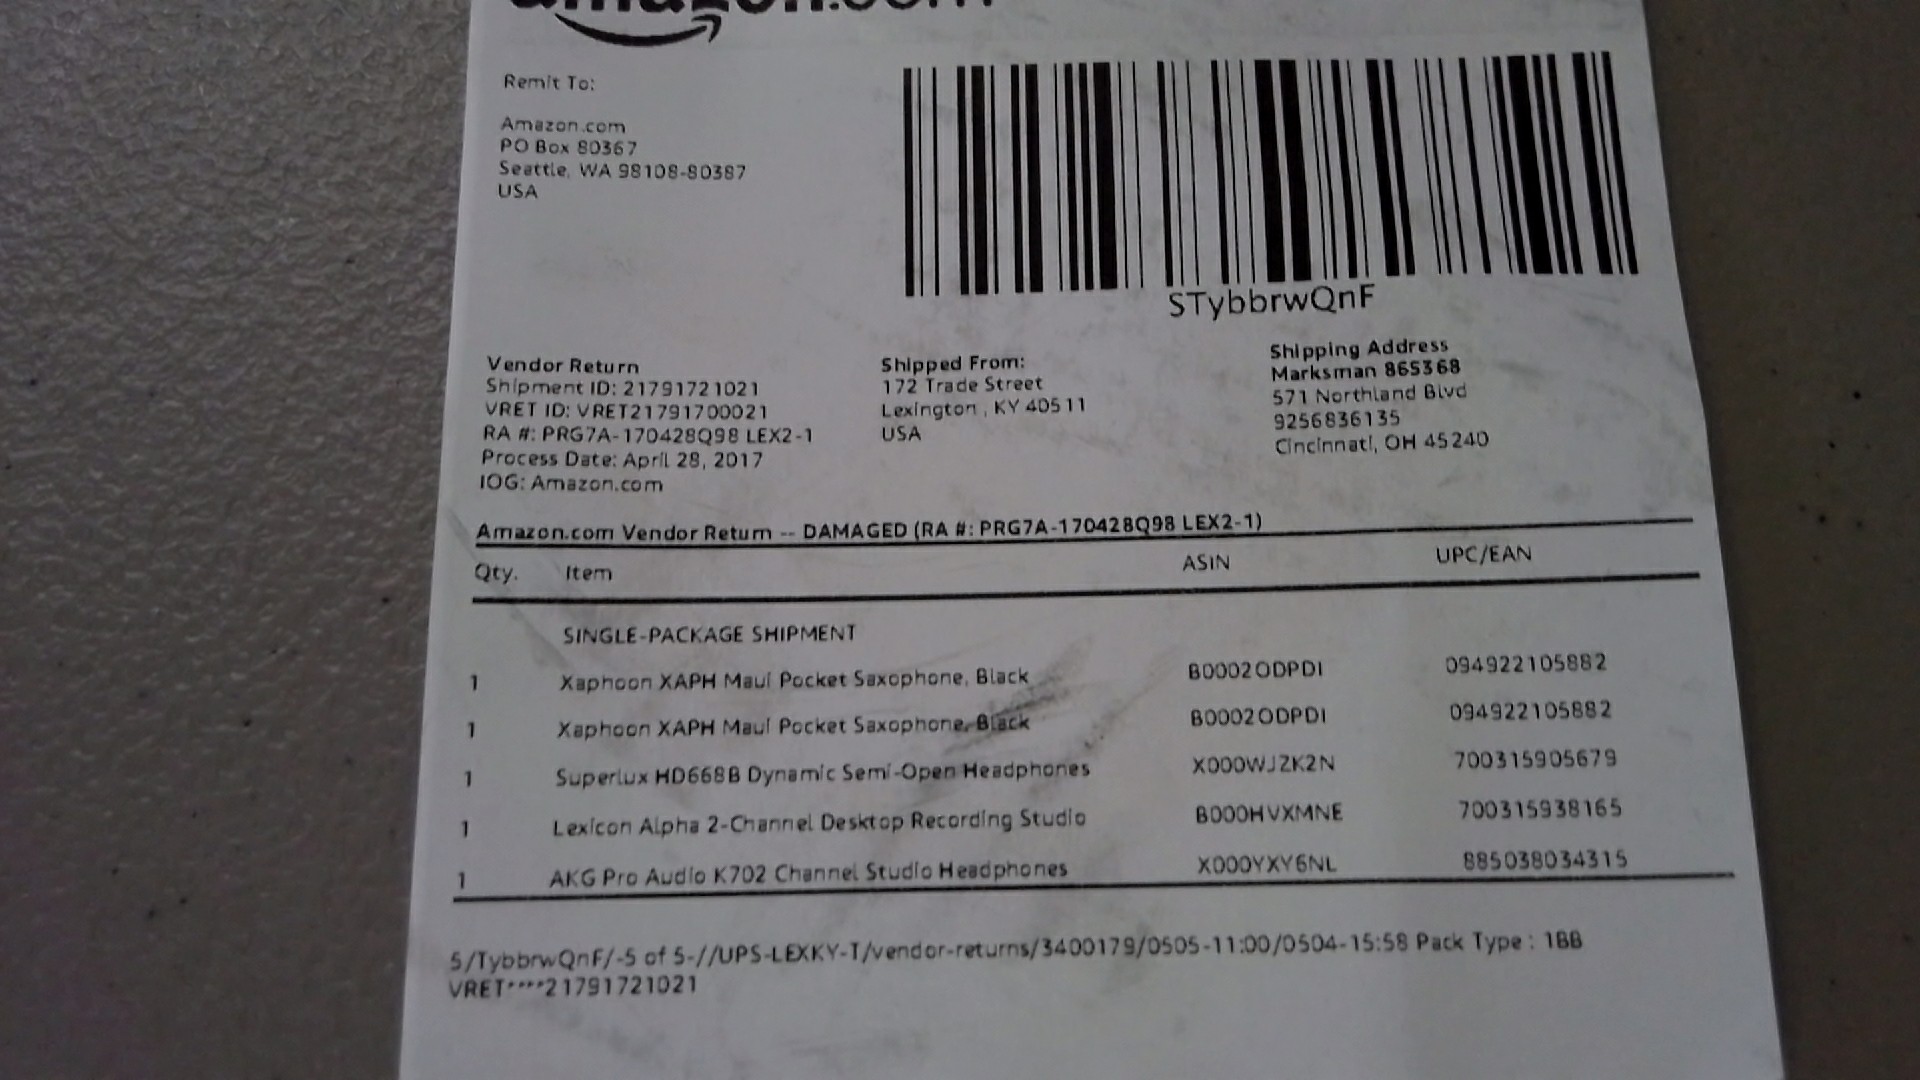 amazon.com
Remit To:
Amazon.com
PO Box 80367
Seattle, WA 98108-80387
USA
STybbrwQnF
Vendor Return
Shipment ID: 21791721021
VRET ID: VRET21791700021
RA #: PRG7A-170428Q98 LEX2-1
Process Date: April 28, 2017
IOG: Amazon.com
Shipped From:
172 Trade Street
Lexington , KY 40511
USA
Shipping Address
Marksman 865368
571 Northland Blvd
9256836135
Cincinnati, OH 45240
Amazon.com Vendor Return -- DAMAGED (RA #: PRG7A-170428Q98 LEX2-1)
Qty. Item ASIN UPC/EAN
SINGLE-PACKAGE SHIPMENT
1 Xaphoon XAPH Maui Pocket Saxophone, Black B0002ODPDI 094922105882
1 Xaphoon XAPH Maui Pocket Saxophone, Black B0002ODPDI 094922105882
1 Superlux HD668B Dynamic Semi-Open Headphones X000WJZK2N 700315905679
1 Lexicon Alpha 2-Channel Desktop Recording Studio B000HVXMNE 700315938165
1 AKG Pro Audio K702 Channel Studio Headphones X000YXY6NL 885038034315
5/TybbrwQnF/-5 of 5-//UPS-LEXKY-T/vendor-returns/3400179/0505-11:00/0504-15:58 Pack Type : 1BB
VRET****21791721021